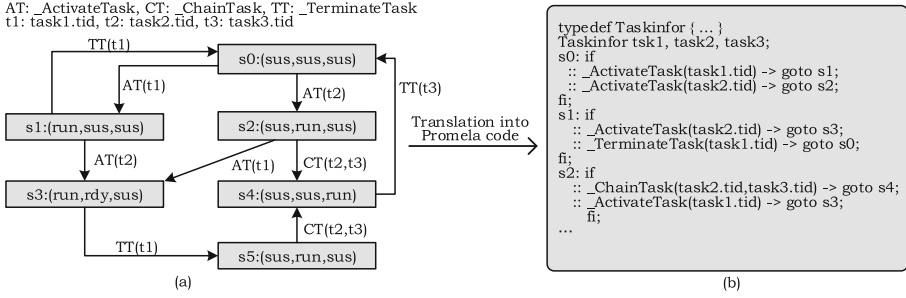 AT: _ActivateTask, CT: _ChainTask, TT: _TerminateTask
t1: task1.tid, t2: task2.tid, t3: task3.tid
TT(t1)
s0:(sus,sus,sus)
AT(t1)
AT(t2)
TT(t3)
s1:(run,sus,sus)
s2:(sus,run,sus)
AT(t2)
AT(t1)
CT(t2,t3)
s3:(run,rdy,sus)
s4:(sus,sus,run)
TT(t1)
CT(t2,t3)
s5:(sus,run,sus)
(a)
Translation into
Promela code
typedef Taskinfor { ... }
Taskinfor tsk1, task2, task3;
s0: if
:: _ActivateTask(task1.tid) -> goto s1;
:: _ActivateTask(task2.tid) -> goto s2;
fi;
s1: if
:: _ActivateTask(task2.tid) -> goto s3;
:: _TerminateTask(task1.tid) -> goto s0;
fi;
s2: if
:: _ChainTask(task2.tid,task3.tid) -> goto s4;
:: _ActivateTask(task1.tid) -> goto s3;
fi;
...
(b)